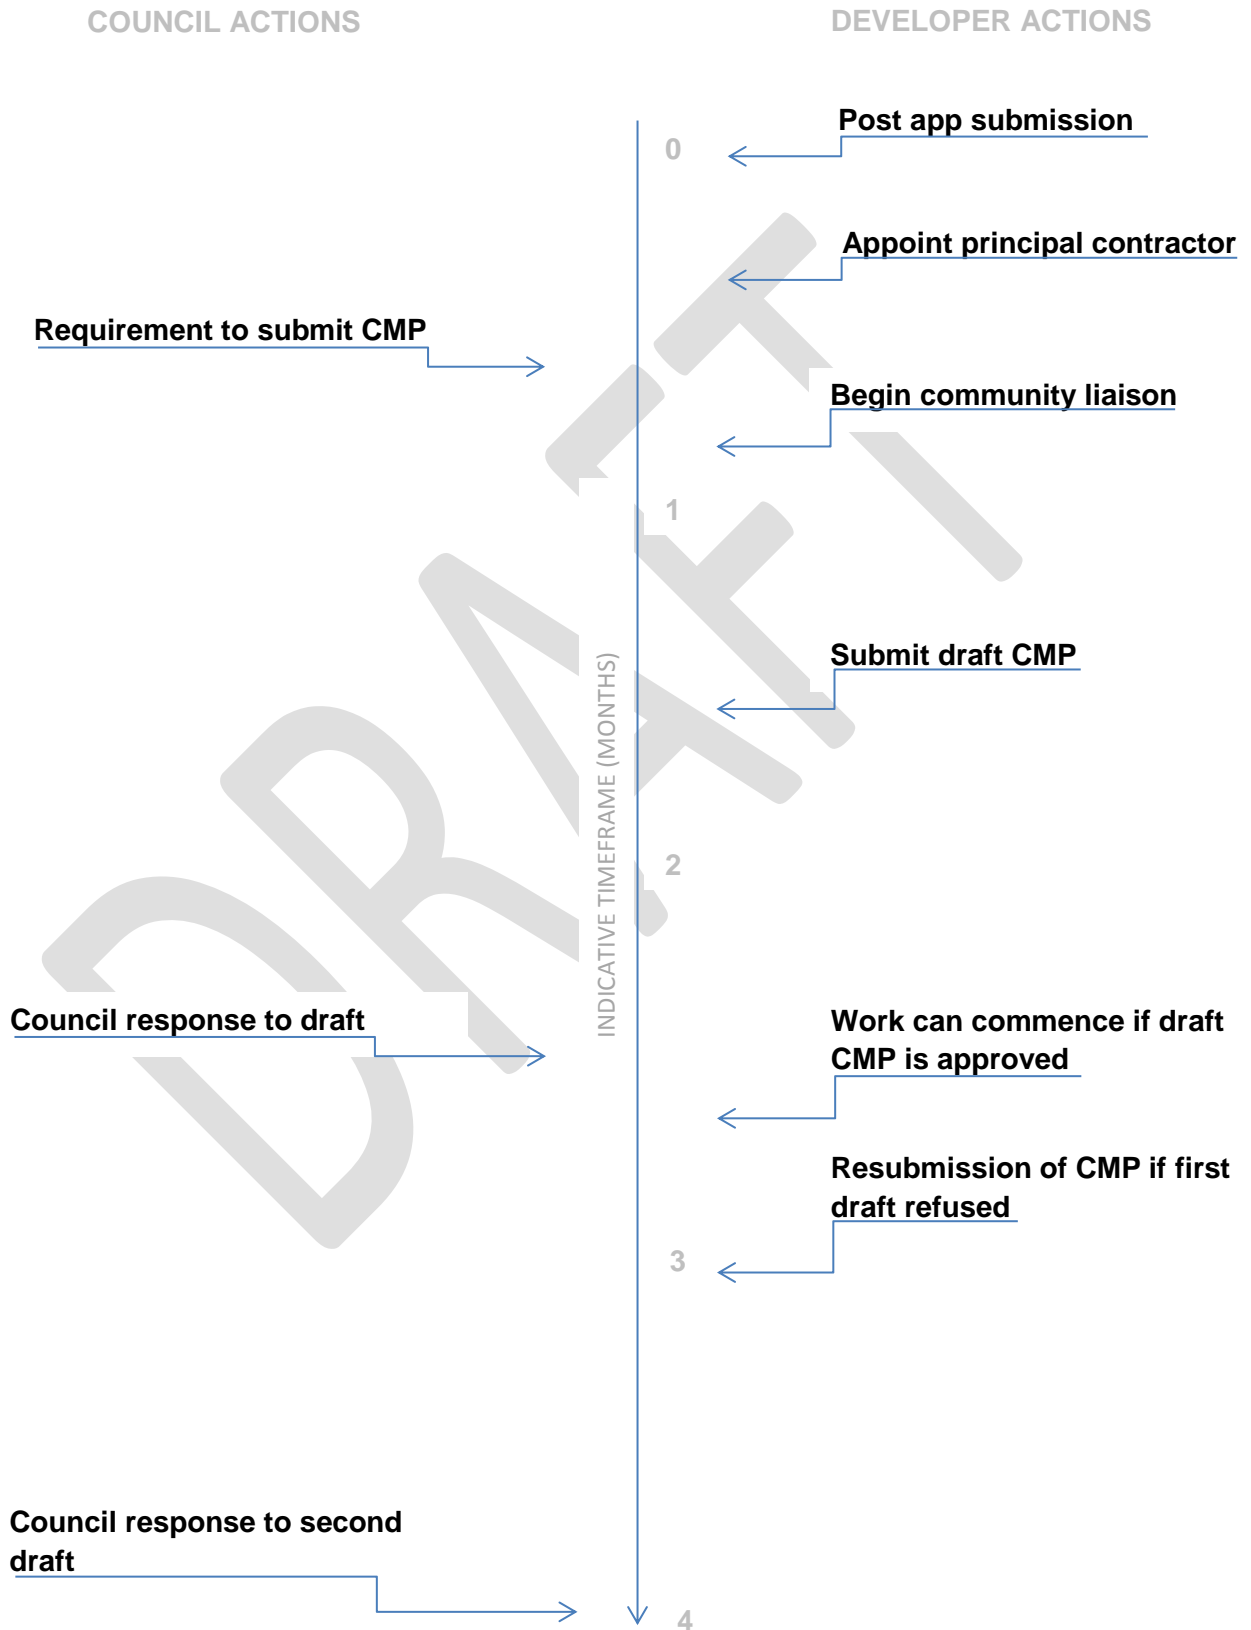 COUNCIL ACTIONS
DEVELOPER ACTIONS
Post app submission
0
Appoint principal contractor
Requirement to submit CMP
Begin community liaison
1
Submit draft CMP
INDICATIVE TIMEFRAME (MONTHS)
2
Council response to draft
Work can commence if draft
CMP is approved
Resubmission of CMP if first
draft refused
3
Council response to second
draft
4
DRAFT